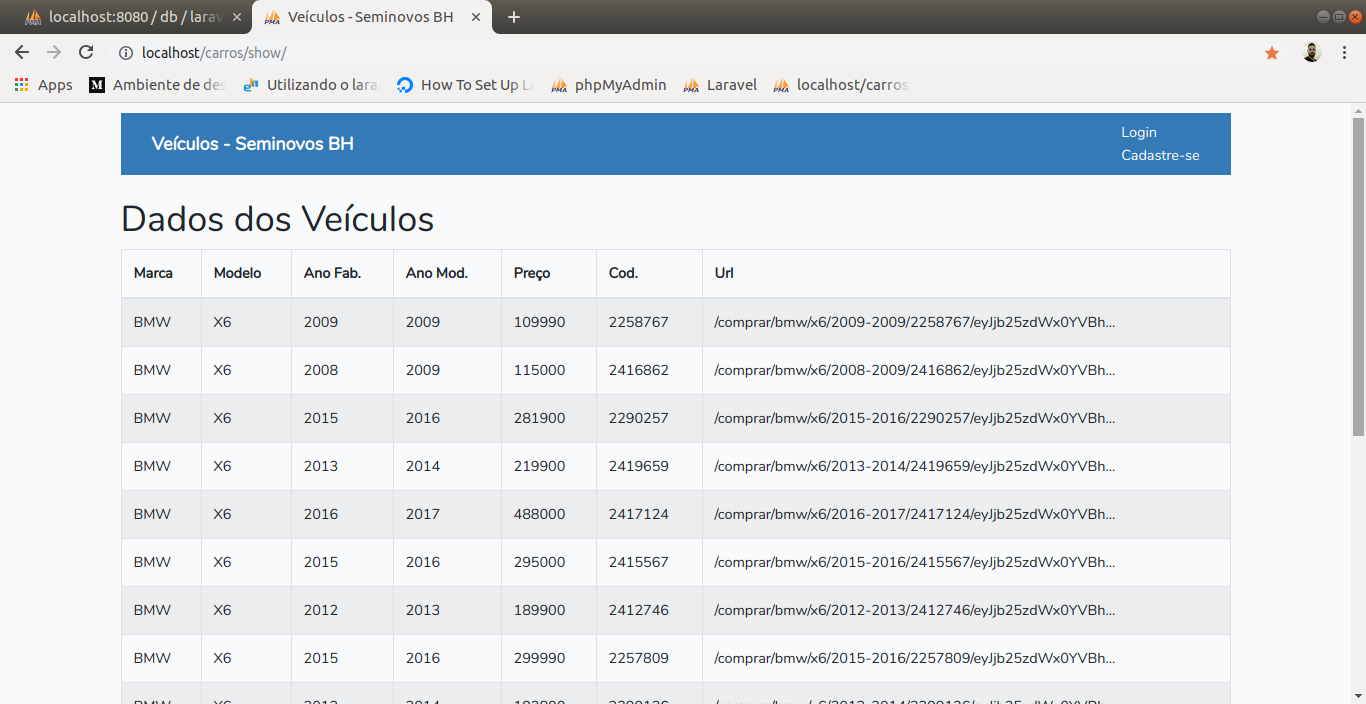 localhost:8080 / db / larav
Veículos - Seminovos BH
localhost/carros/show/
Apps M Ambiente de des Utilizando o lara How To Set Up La phpMyAdmin Laravel localhost/carros
Veículos - Seminovos BH
Login
Cadastre-se
Dados dos Veículos
Marca Modelo Ano Fab. Ano Mod. Preço Cod. Url
BMW X6 2009 2009 109990 2258767 /comprar/bmw/x6/2009-2009/2258767/eyJjb25zdWx0YVBh...
BMW X6 2008 2009 115000 2416862 /comprar/bmw/x6/2008-2009/2416862/eyJjb25zdWx0YVBh...
BMW X6 2015 2016 281900 2290257 /comprar/bmw/x6/2015-2016/2290257/eyJjb25zdWx0YVBh...
BMW X6 2013 2014 219900 2419659 /comprar/bmw/x6/2013-2014/2419659/eyJjb25zdWx0YVBh...
BMW X6 2016 2017 488000 2417124 /comprar/bmw/x6/2016-2017/2417124/eyJjb25zdWx0YVBh...
BMW X6 2015 2016 295000 2415567 /comprar/bmw/x6/2015-2016/2415567/eyJjb25zdWx0YVBh...
BMW X6 2012 2013 189900 2412746 /comprar/bmw/x6/2012-2013/2412746/eyJjb25zdWx0YVBh...
BMW X6 2015 2016 299990 2257809 /comprar/bmw/x6/2015-2016/2257809/eyJjb25zdWx0YVBh...
BMW X6